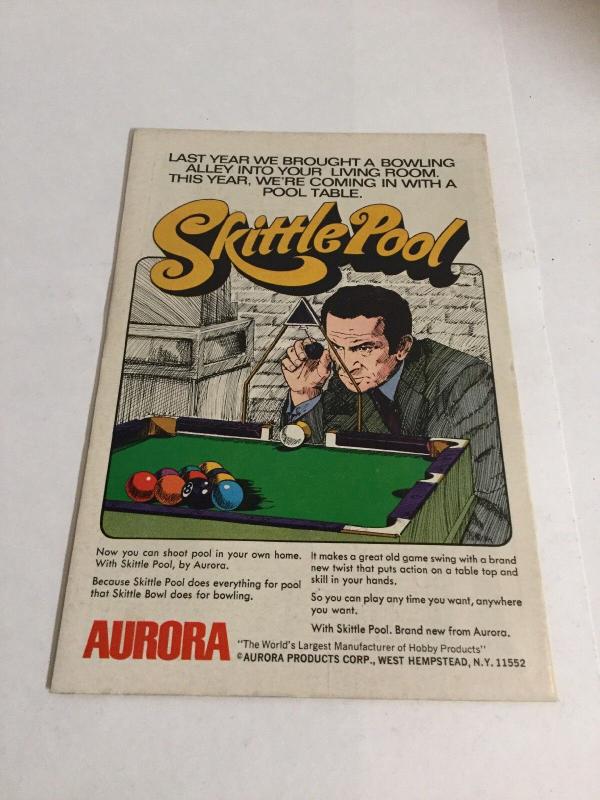 LAST YEAR WE BROUGHT A BOWLING
ALLEY INTO YOUR LIVING ROOM.
THIS YEAR, WE'RE COMING IN WITH A
POOL TABLE.
Skittle Pool
Now you can shoot pool in your own home.
With Skittle Pool, by Aurora.
Because Skittle Pool does everything for pool
that Skittle Bowl does for bowling.
It makes a great old game swing with a brand
new twist that puts action on a table top and
skill in your hands.
So you can play any time you want, anywhere
you want.
With Skittle Pool. Brand new from Aurora.
AURORA
"The World's Largest Manufacturer of Hobby Products"
©AURORA PRODUCTS CORP., WEST HEMPSTEAD, N.Y. 11552